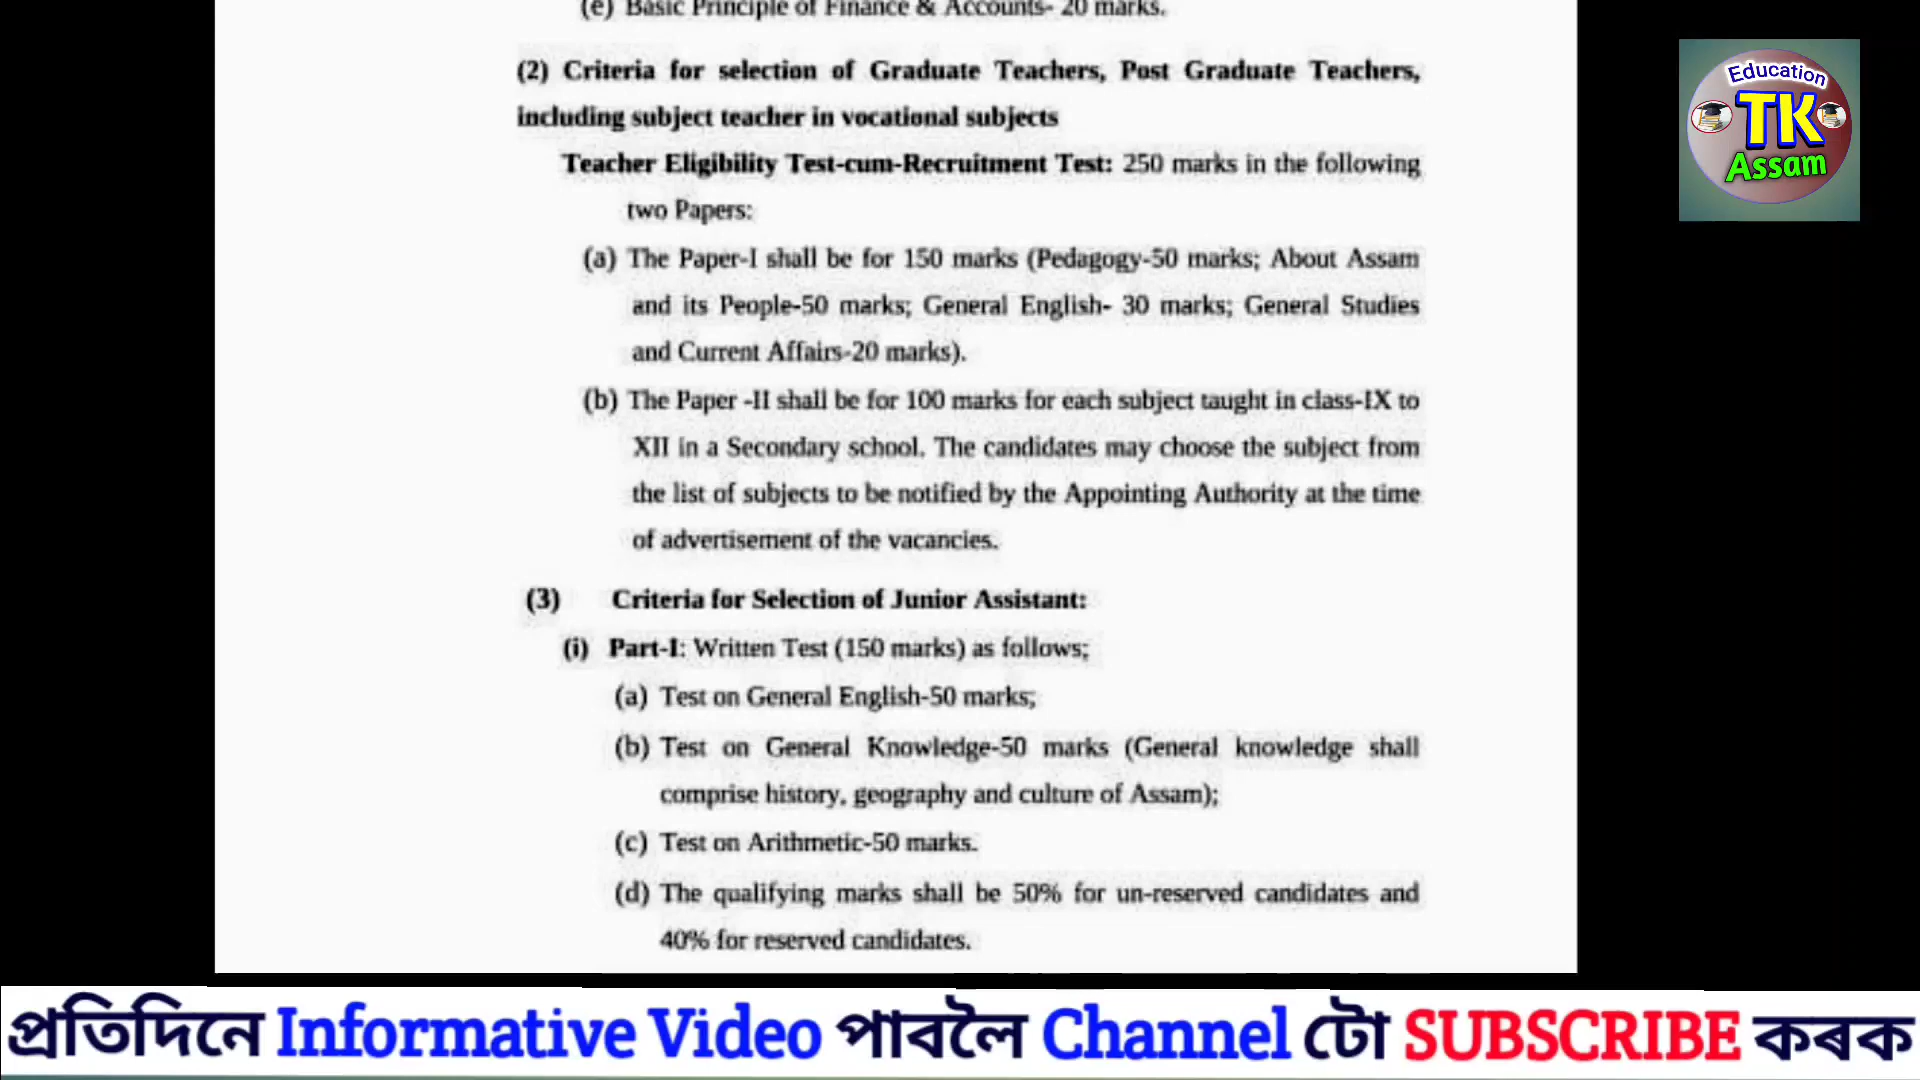 (e) Basic Principle of Finance & Accounts- 20 marks.
(2) Criteria for selection of Graduate Teachers, Post Graduate Teachers,
including subject teacher in vocational subjects
Teacher Eligibility Test-cum-Recruitment Test: 250 marks in the following
two Papers:
(a) The Paper-I shall be for 150 marks (Pedagogy-50 marks; About Assam
and its People-50 marks; General English- 30 marks; General Studies
and Current Affairs-20 marks).
(b) The Paper -II shall be for 100 marks for each subject taught in class-IX to
XII in a Secondary school. The candidates may choose the subject from
the list of subjects to be notified by the Appointing Authority at the time
of advertisement of the vacancies.
(3) Criteria for Selection of Junior Assistant:
(i) Part-I: Written Test (150 marks) as follows;
(a) Test on General English-50 marks;
(b) Test on General Knowledge-50 marks (General knowledge shall
comprise history, geography and culture of Assam);
(c) Test on Arithmetic-50 marks.
(d) The qualifying marks shall be 50% for un-reserved candidates and
40% for reserved candidates.
Education
TK
Assam
প্ৰতিদিনে Informative Video পাবলৈ Channel টো SUBSCRIBE কৰক